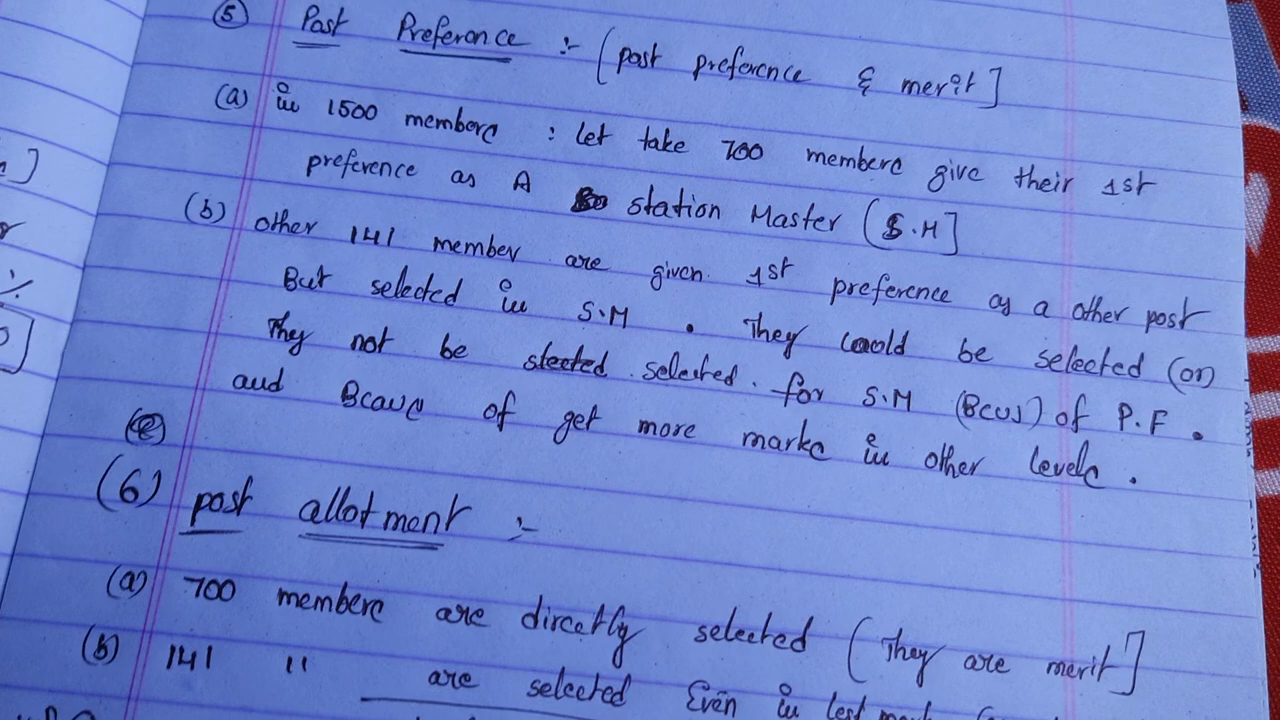 (5) Post Preferance :- [post preference & merit]
(a) in 1500 members : let take 700 members give their 1st
preference as A station Master [S.M]
(b) other 141 member are given 1st preference as a other post
But selected in S.M . They could be selected (or)
They not be selected . for S.M (Bcus) of P.F .
and Bcaus of get more marks in other levels .
(6) post allotment :-
(a) 700 members are directly selected [They are merit]
(b) 141 " are selected Even in lest